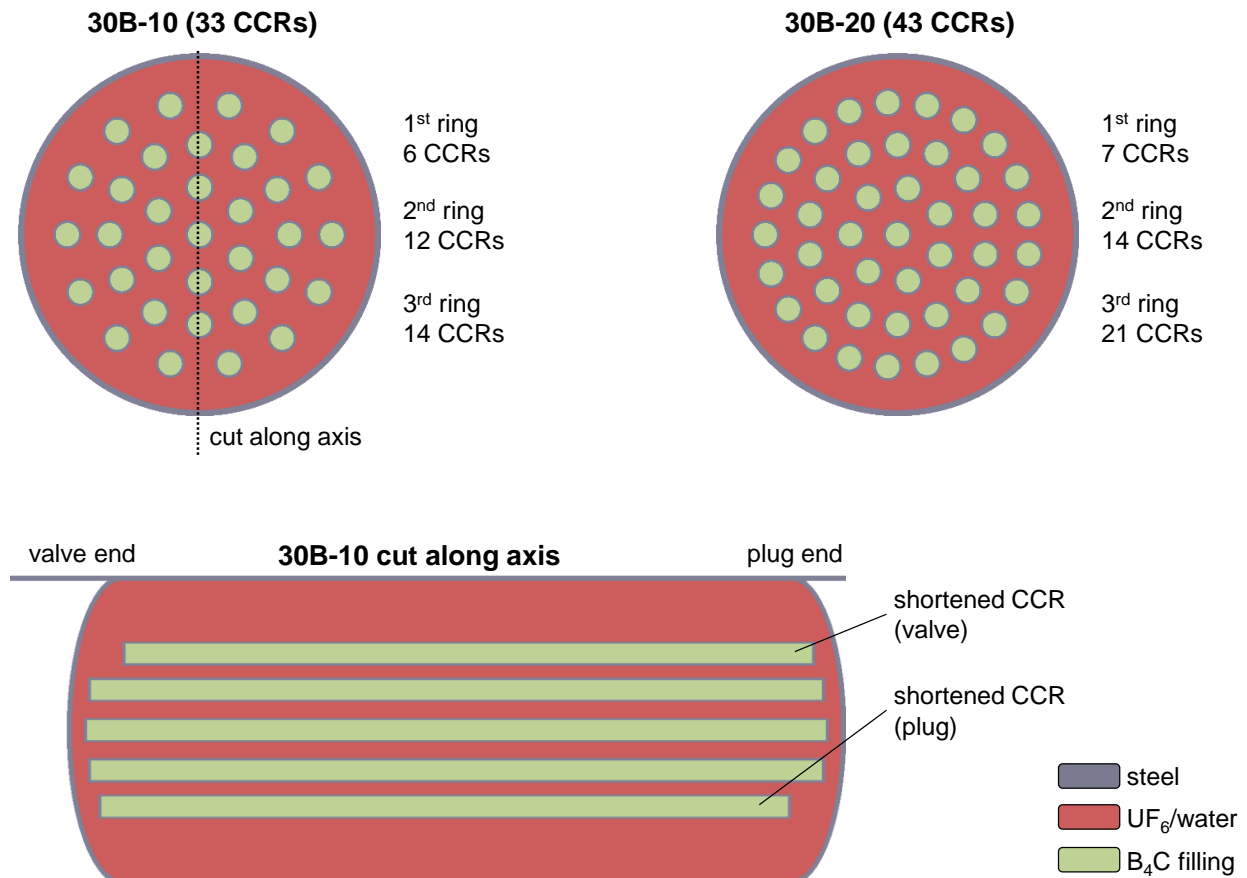 30B-10 (33 CCRs)
1st ring
6 CCRs
2nd ring
12 CCRs
3rd ring
14 CCRs
cut along axis
30B-20 (43 CCRs)
1st ring
7 CCRs
2nd ring
14 CCRs
3rd ring
21 CCRs
valve end
30B-10 cut along axis
plug end
shortened CCR
(valve)
shortened CCR
(plug)
steel
UF6/water
B4C filling